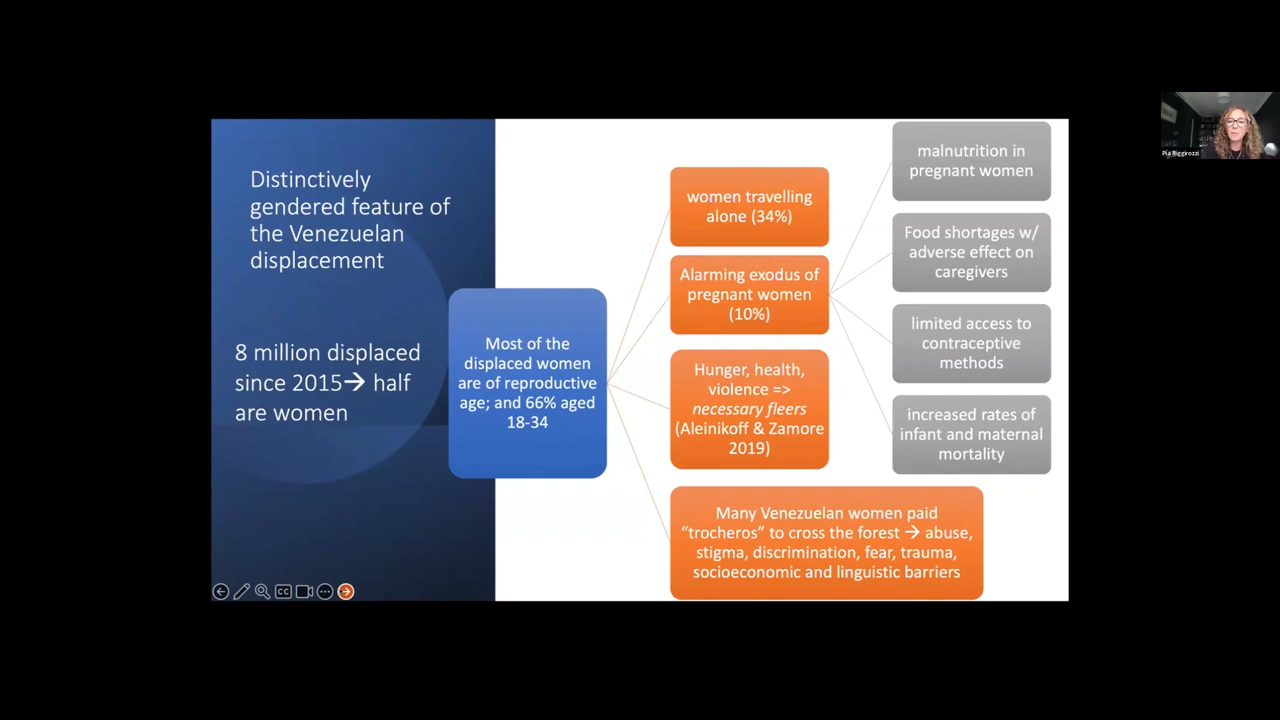 Distinctively
gendered feature of
the Venezuelan
displacement
8 million displaced
since 2015→ half
are women
Most of the
displaced women
are of reproductive
age; and 66% aged
18-34
women travelling
alone (34%)
Alarming exodus of
pregnant women
(10%)
Hunger, health,
violence =>
necessary fleers
(Aleinikoff & Zamore
2019)
Many Venezuelan women paid
“trocheros” to cross the forest → abuse,
stigma, discrimination, fear, trauma,
socioeconomic and linguistic barriers
malnutrition in
pregnant women
Food shortages w/
adverse effect on
caregivers
limited access to
contraceptive
methods
increased rates of
infant and maternal
mortality
CC
Pia Riggirozzi